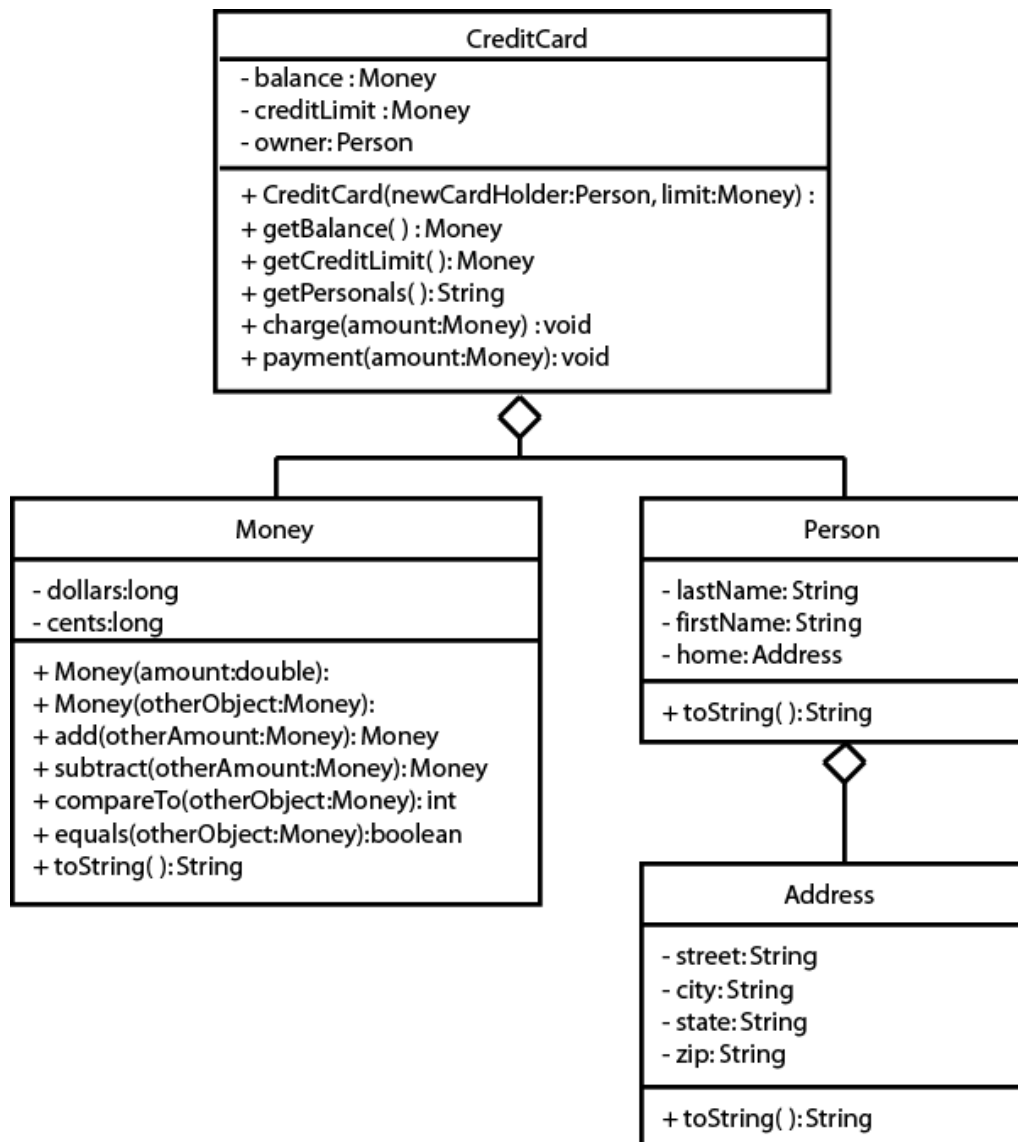 CreditCard
- balance : Money
- creditLimit : Money
- owner: Person
+ CreditCard(newCardHolder:Person, limit:Money) :
+ getBalance( ) : Money
+ getCreditLimit( ): Money
+ getPersonals( ): String
+ charge(amount:Money) : void
+ payment(amount:Money): void
Money
- dollars:long
- cents:long
+ Money(amount:double):
+ Money(otherObject:Money):
+ add(otherAmount:Money): Money
+ subtract(otherAmount:Money): Money
+ compareTo(otherObject:Money): int
+ equals(otherObject:Money):boolean
+ toString( ): String
Person
- lastName: String
- firstName: String
- home: Address
+ toString( ): String
Address
- street: String
- city: String
- state: String
- zip: String
+ toString( ): String